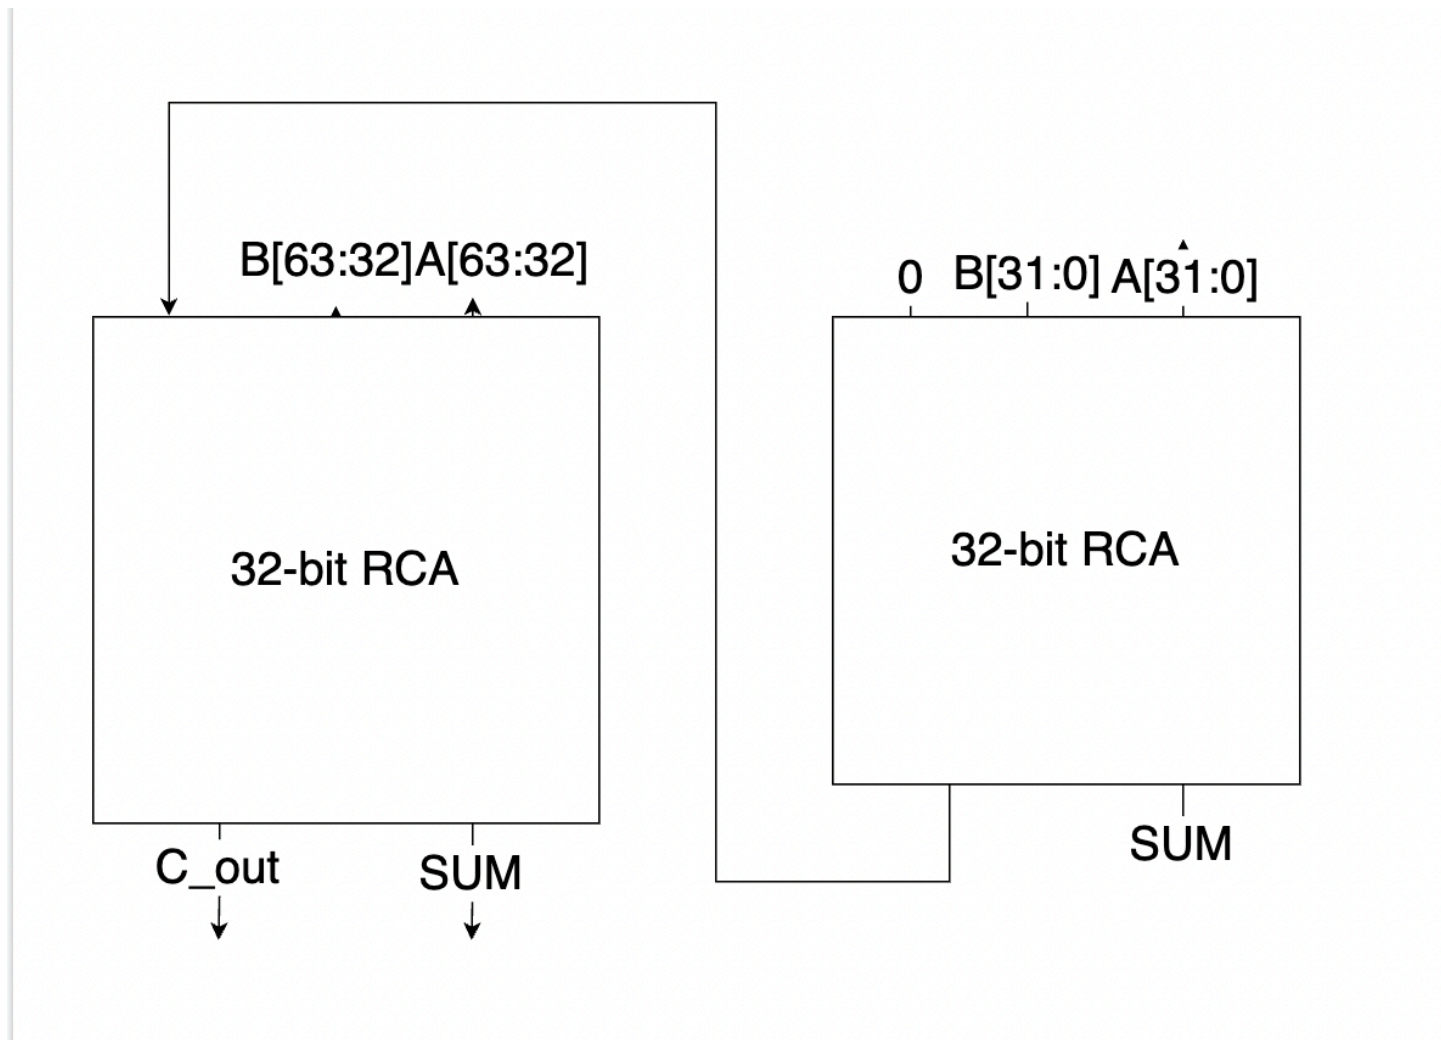 B[63:32]A[63:32]
0 B[31:0] A[31:0]
32-bit RCA
32-bit RCA
C_out SUM
SUM